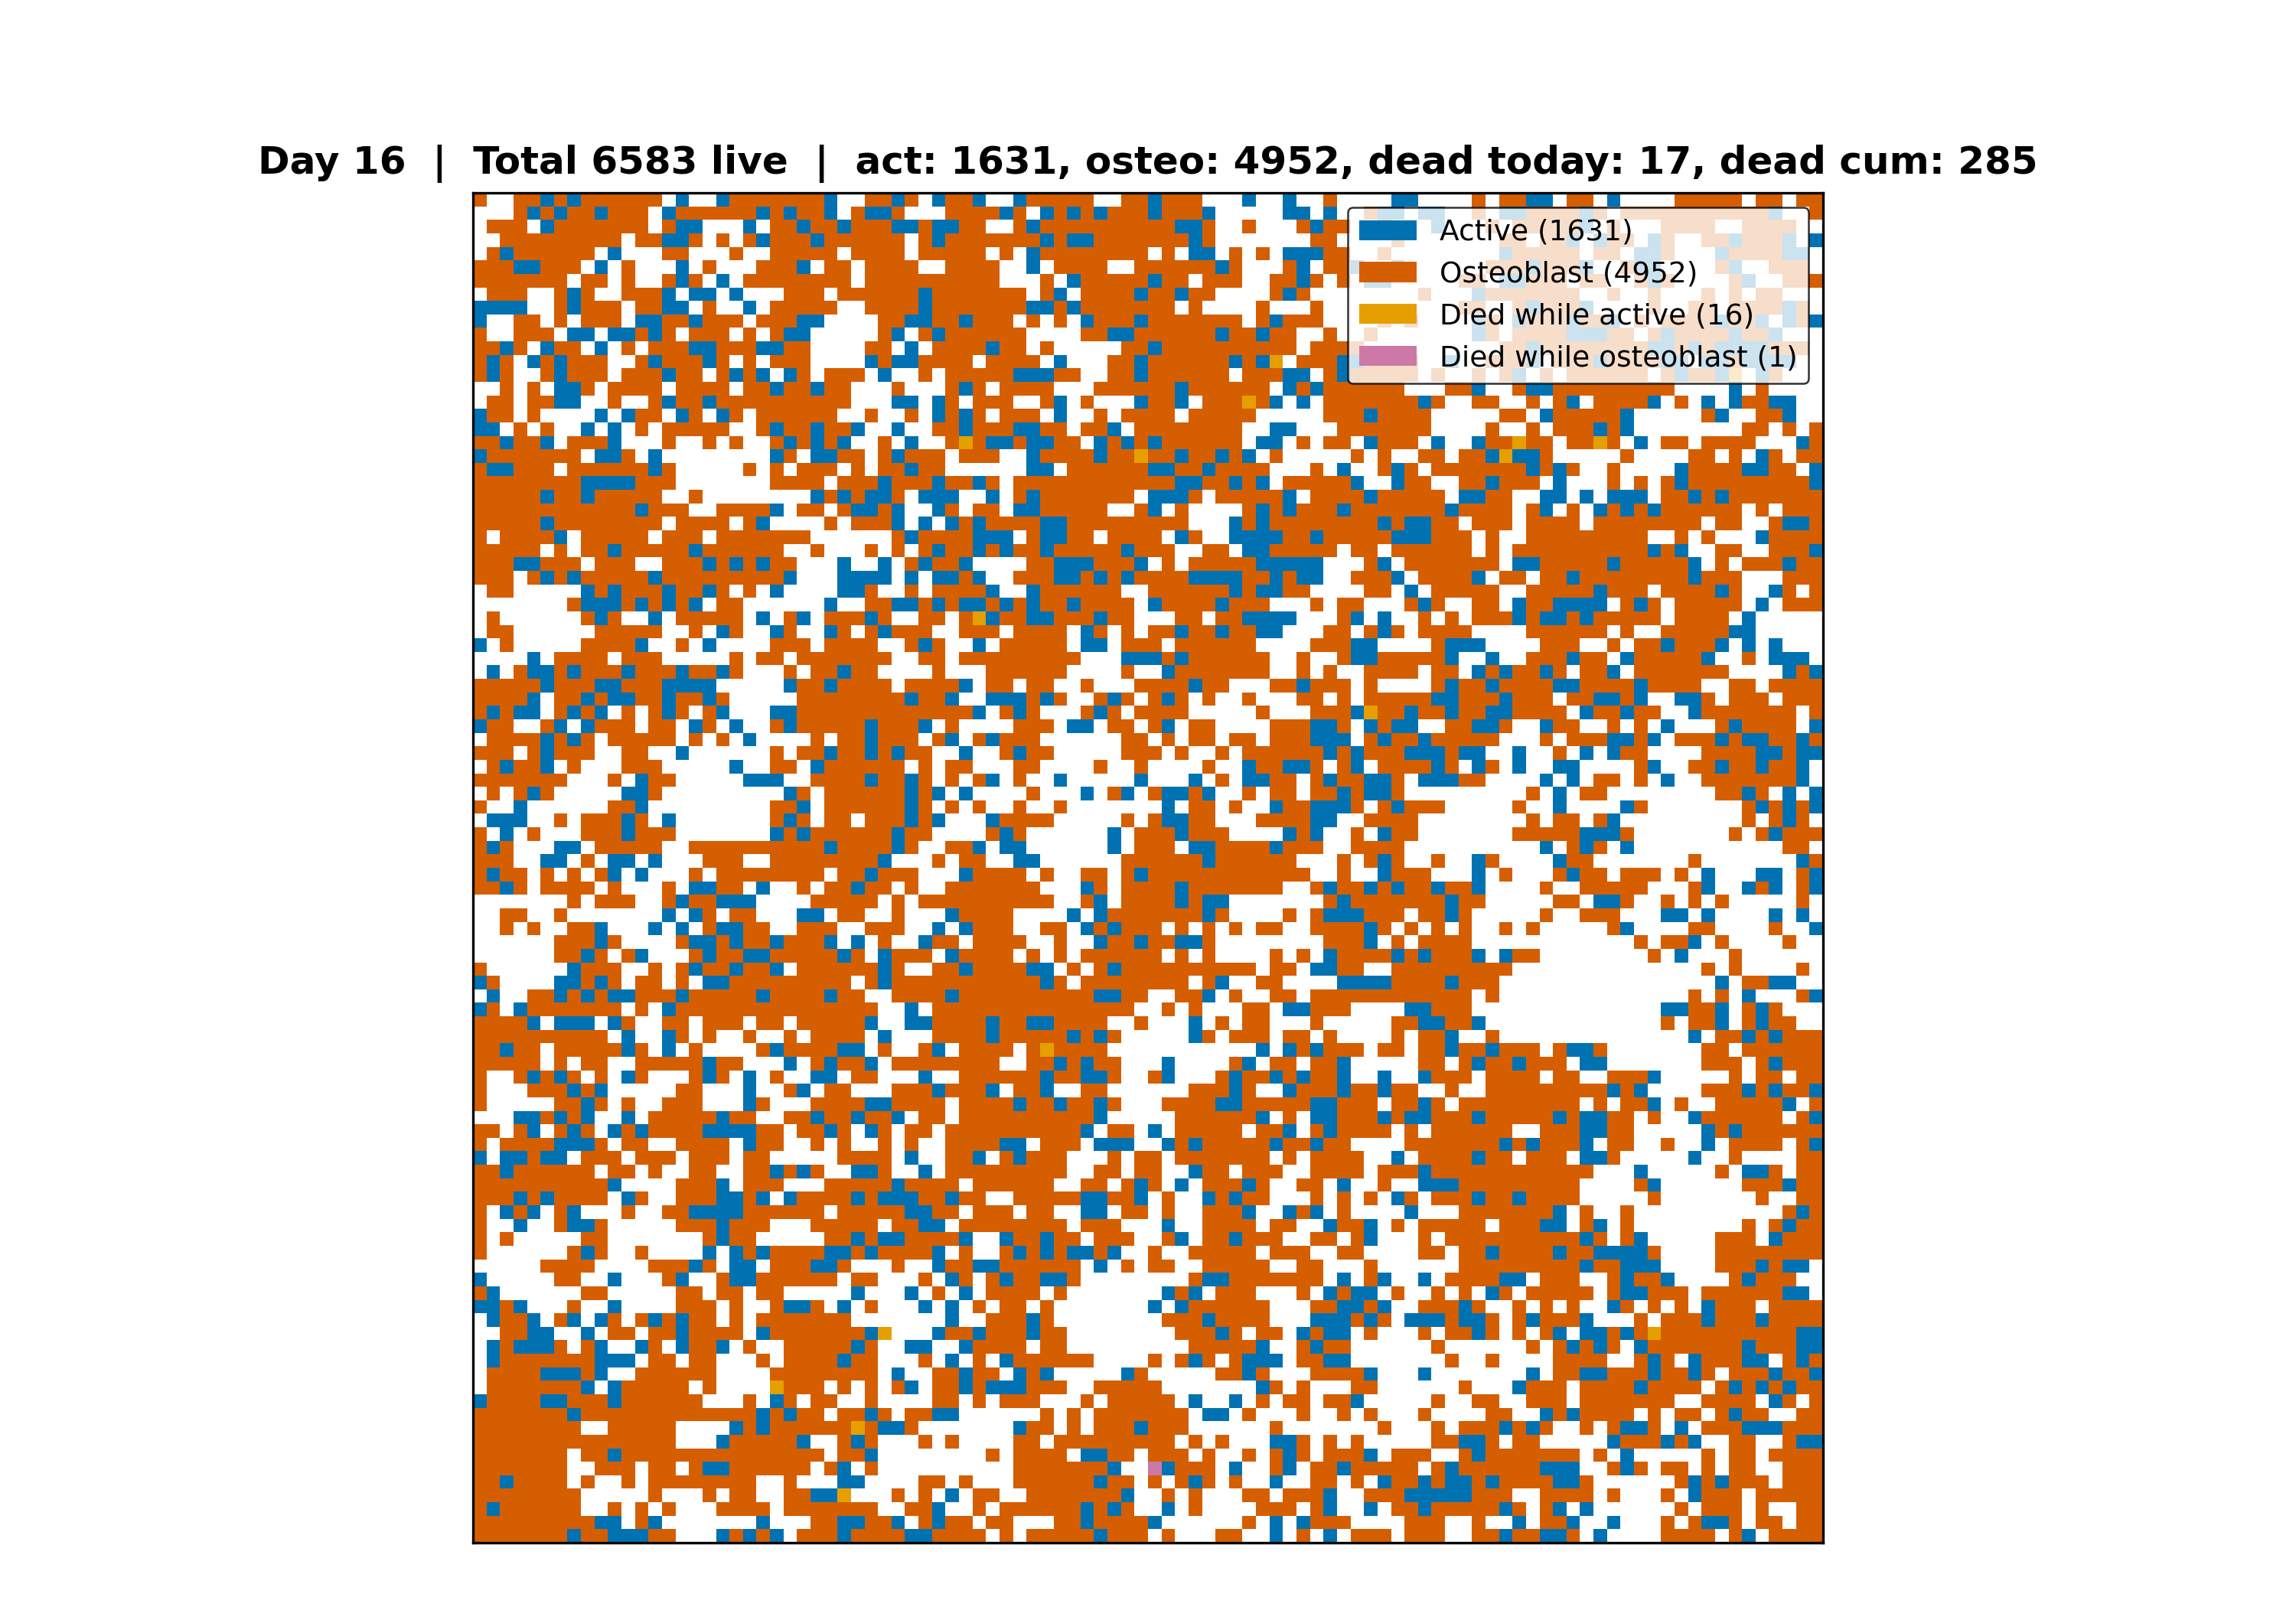 Day 16 | Total 6583 live | act: 1631, osteo: 4952, dead today: 17, dead cum: 285
Active (1631)
Osteoblast (4952)
Died while active (16)
Died while osteoblast (1)